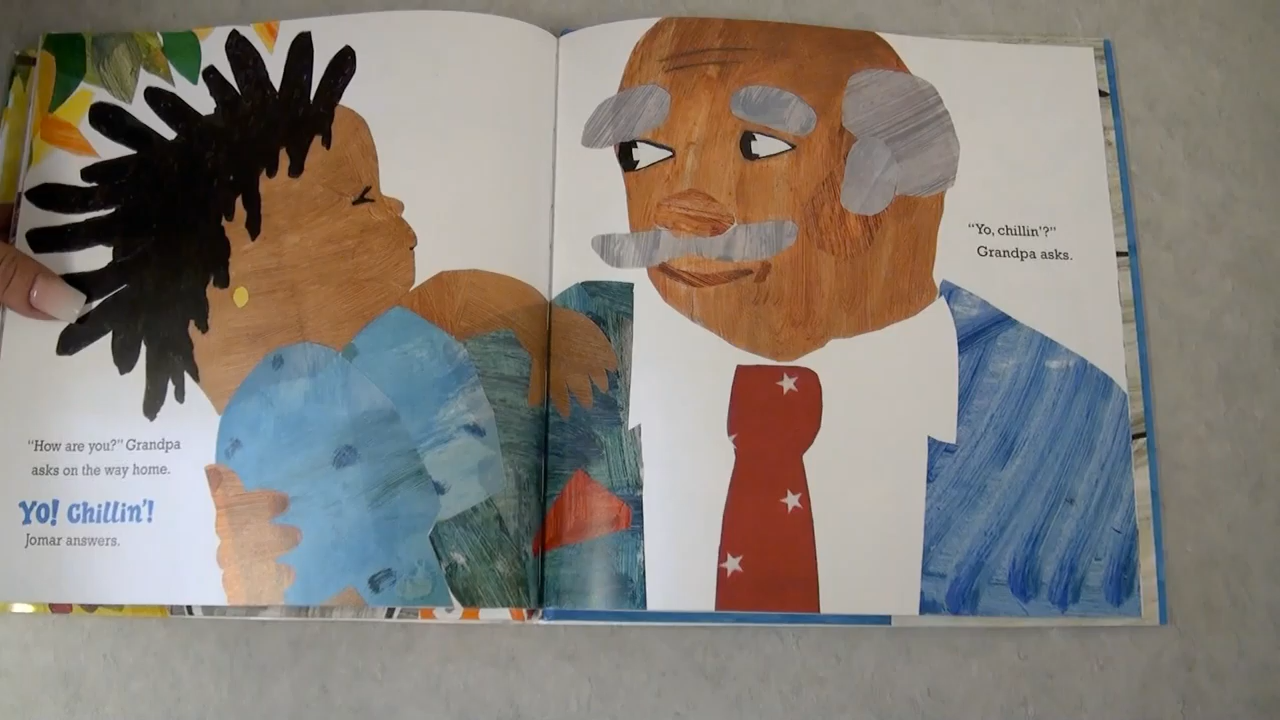 "How are you?" Grandpa
asks on the way home.
YO! Chillin'!
Jomar answers.
"Yo, chillin'?"
Grandpa asks.